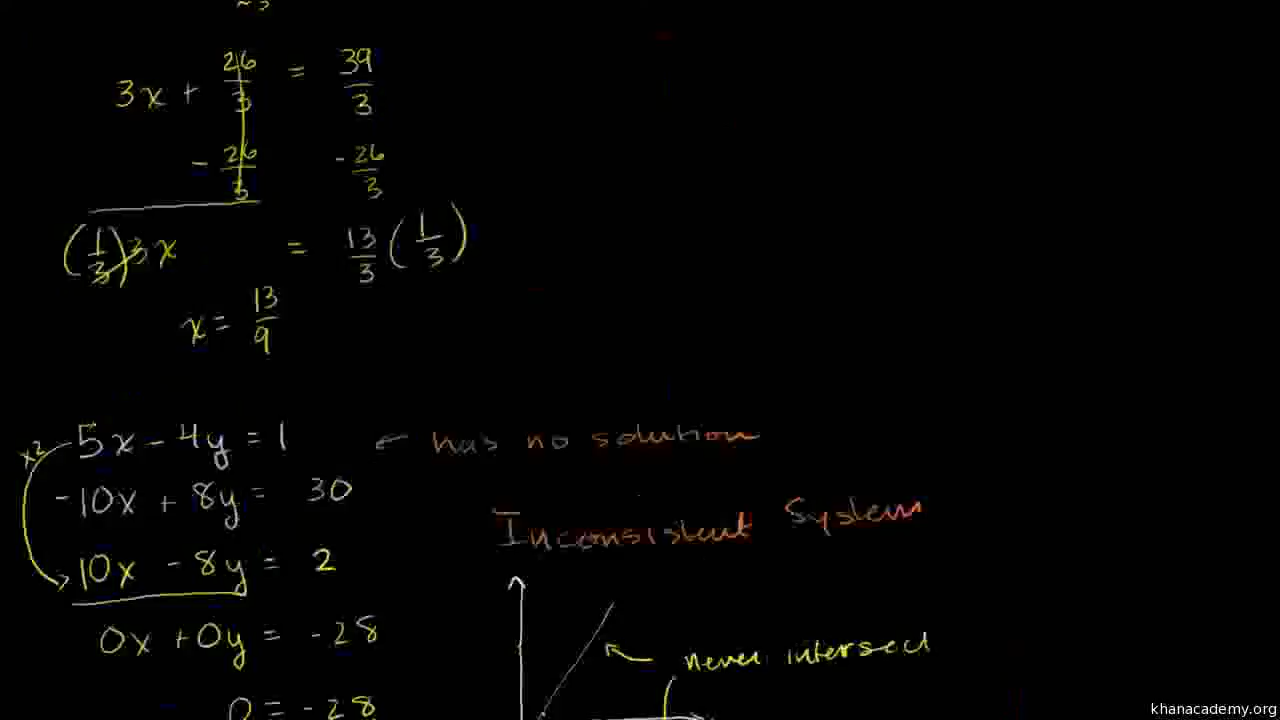 3x + 26/3 = 39/3
- 26/3 -26/3
(1/3)3x = 13/3 (1/3)
x = 13/9
x2 5x - 4y = 1 ← has no solution
-10x + 8y = 30
Inconsistent System
10x - 8y = 2
0x + 0y = -28
never intersect
0 = -28
khanacademy.org